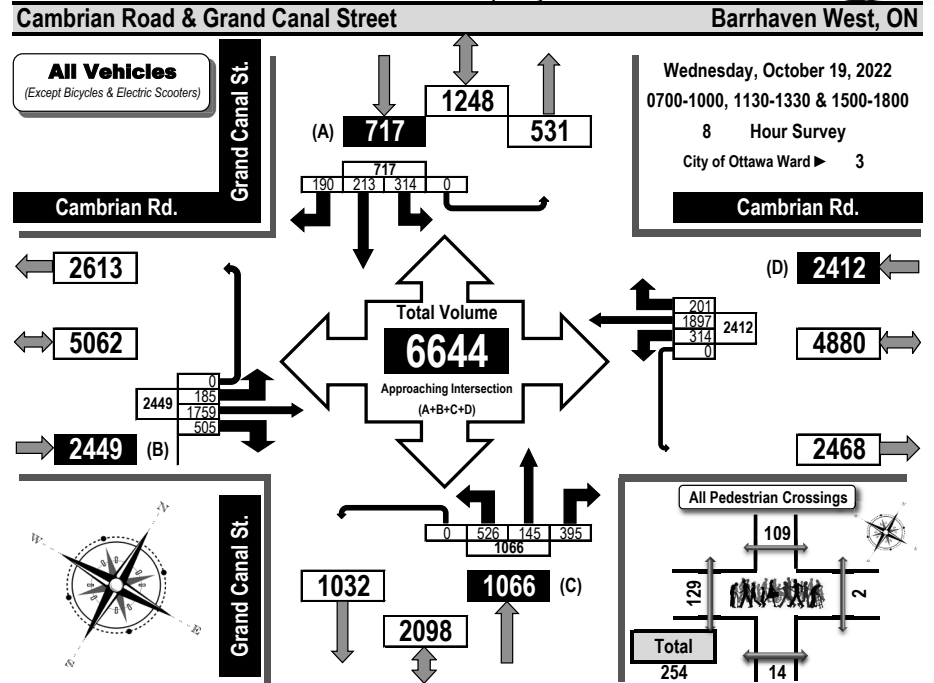 Cambrian Road & Grand Canal Street Barrhaven West, ON
All Vehicles
(Except Bicycles & Electric Scooters)
Grand Canal St.
Cambrian Rd.
1248
(A) 717
531
717
190 213 314 0
Wednesday, October 19, 2022
0700-1000, 1130-1330 & 1500-1800
8 Hour Survey
City of Ottawa Ward ► 3
Cambrian Rd.
2613
5062
2449
0
185
1759
505
2449 (B)
Total Volume
6644
Approaching Intersection
(A+B+C+D)
201
1897
314
0
2412
(D) 2412
4880
2468
N
W
E
S
Grand Canal St.
0 526 145 395
1066
1032
1066 (C)
2098
All Pedestrian Crossings
109
129
2
Total
254
14